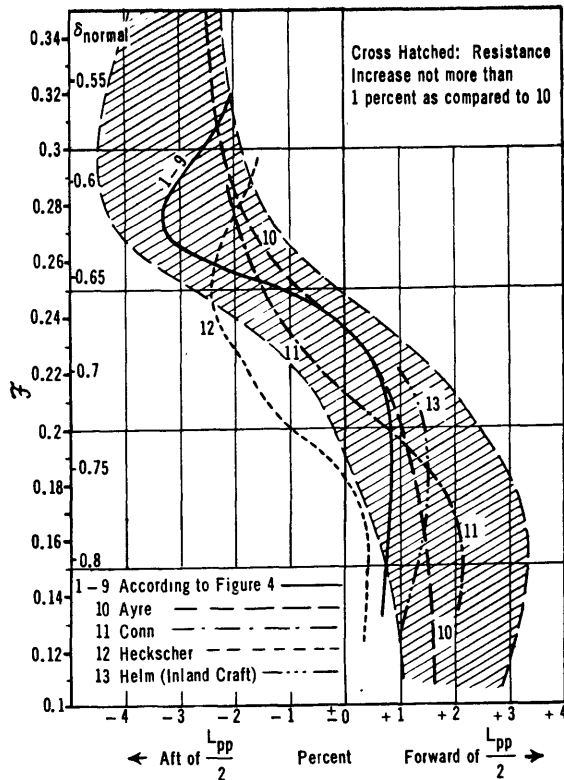 0.34
δnormal
0.55
0.32
0.3
0.6
0.28
0.26
0.65
0.24
0.22
0.7
ℱ
0.2
0.75
0.18
0.16
0.8
0.14
0.12
0.1
Cross Hatched: Resistance
Increase not more than
1 percent as compared to 10
1-9
10
12
11
13
11
10
1-9 According to Figure 4
10 Ayre
11 Conn
12 Heckscher
13 Helm (Inland Craft)
-4 -3 -2 -1 ±0 +1 +2 +3 +4
← Aft of Lpp/2 Percent Forward of Lpp/2 →